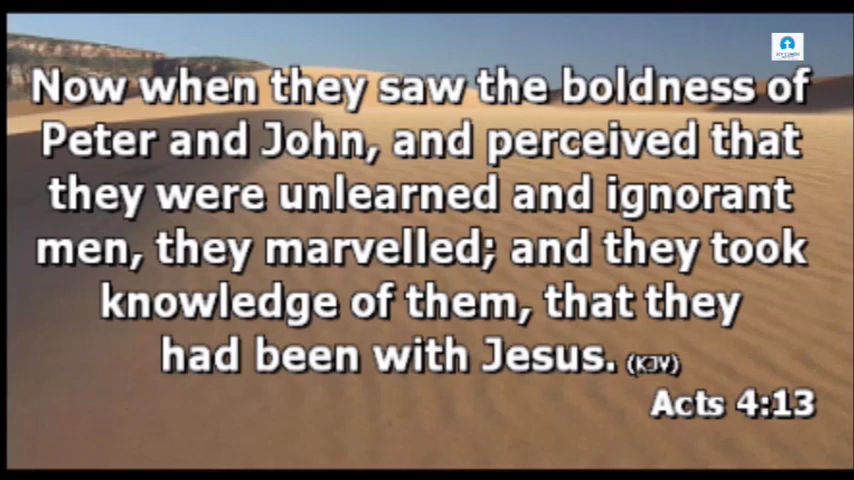 Now when they saw the boldness of
Peter and John, and perceived that
they were unlearned and ignorant
men, they marvelled; and they took
knowledge of them, that they
had been with Jesus. (KJV)
Acts 4:13